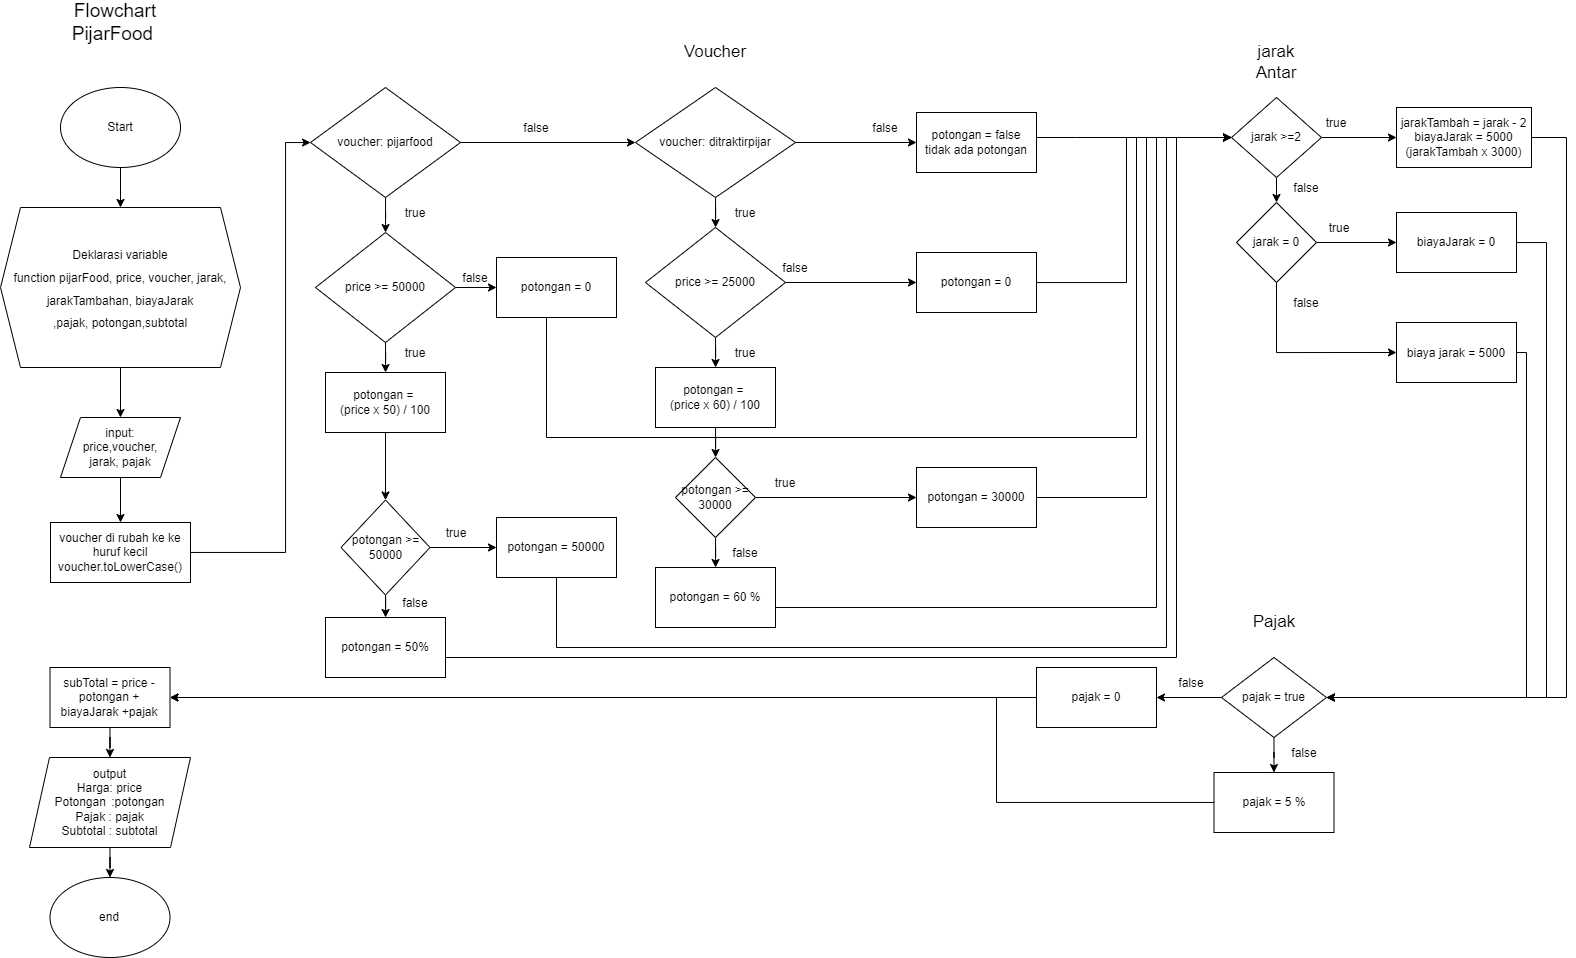 Flowchart
PijarFood
Start
Deklarasi variable
function pijarFood, price, voucher, jarak,
jarakTambahan, biayaJarak
,pajak, potongan,subtotal
input:
price,voucher,
jarak, pajak
voucher di rubah ke ke
huruf kecil
voucher.toLowerCase()
Voucher
voucher: pijarfood
false
true
price >= 50000
false
potongan = 0
true
potongan =
(price x 50) / 100
potongan >=
50000
true
potongan = 50000
false
potongan = 50%
voucher: ditraktirpijar
false
potongan = false
tidak ada potongan
true
price >= 25000
false
potongan = 0
true
potongan =
(price x 60) / 100
potongan >=
30000
true
potongan = 30000
false
potongan = 60 %
jarak
Antar
jarak >=2
true
jarakTambah = jarak - 2
biayaJarak = 5000
(jarakTambah x 3000)
false
jarak = 0
true
biayaJarak = 0
false
biaya jarak = 5000
Pajak
pajak = true
false
pajak = 0
false
pajak = 5 %
subTotal = price -
potongan +
biayaJarak +pajak
output
Harga: price
Potongan :potongan
Pajak : pajak
Subtotal : subtotal
end